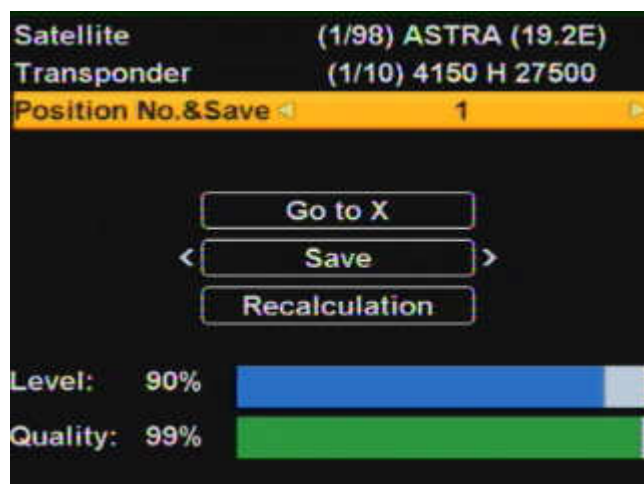 Satellite (1/98) ASTRA (19.2E)
Transponder (1/10) 4150 H 27500
Position No.&Save 1
Go to X
< Save >
Recalculation
Level: 90%
Quality: 99%